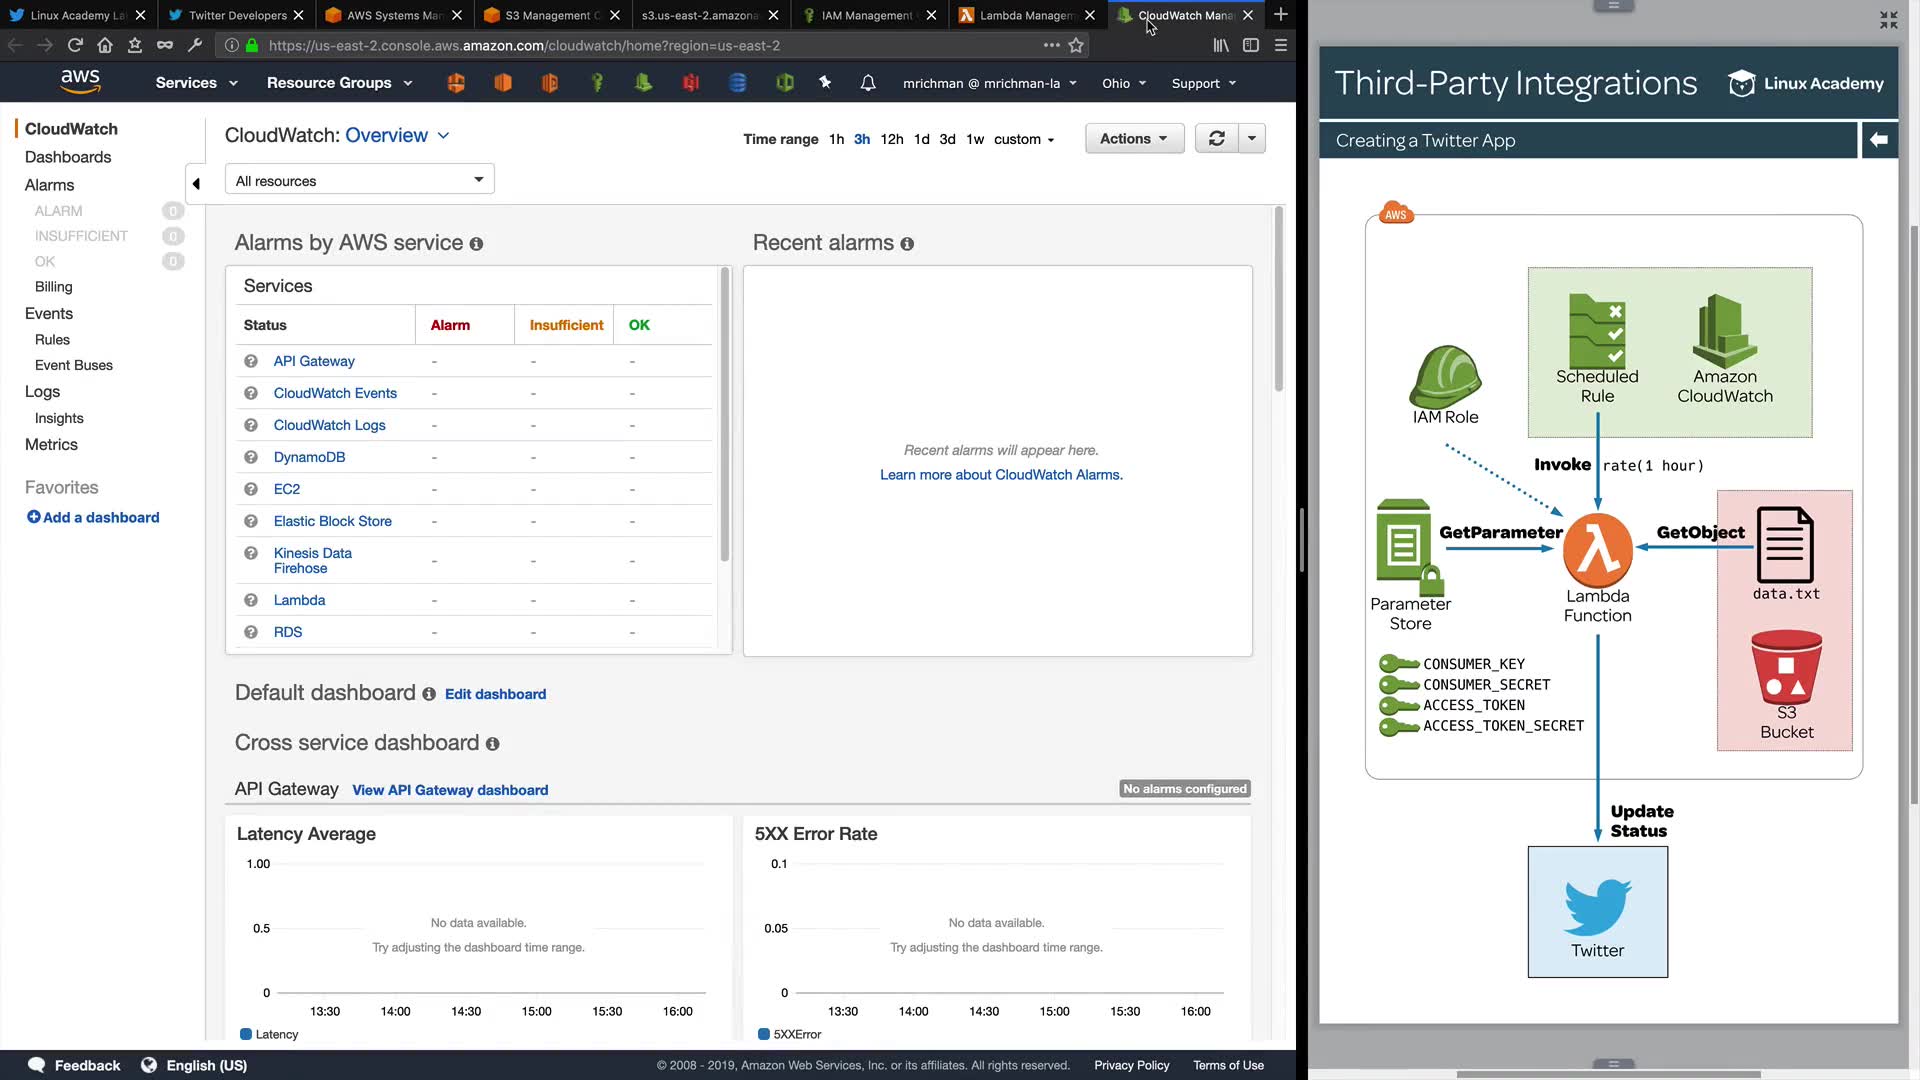 Linux Academy La
Twitter Developers
AWS Systems Man
S3 Management C
s3.us-east-2.amazona
IAM Management
Lambda Managem
CloudWatch Mana
https://us-east-2.console.aws.amazon.com/cloudwatch/home?region=us-east-2
aws
Services
Resource Groups
mrichman @ mrichman-la
Ohio
Support
CloudWatch
Dashboards
Alarms
ALARM 0
INSUFFICIENT 0
OK 0
Billing
Events
Rules
Event Buses
Logs
Insights
Metrics
Favorites
Add a dashboard
CloudWatch: Overview
Time range 1h 3h 12h 1d 3d 1w custom
Actions
All resources
Alarms by AWS service
Services
Status Alarm Insufficient OK
API Gateway - - -
CloudWatch Events - - -
CloudWatch Logs - - -
DynamoDB - - -
EC2 - - -
Elastic Block Store - - -
Kinesis Data
Firehose - - -
Lambda - - -
RDS - - -
Recent alarms
Recent alarms will appear here.
Learn more about CloudWatch Alarms.
Default dashboard Edit dashboard
Cross service dashboard
API Gateway View API Gateway dashboard
No alarms configured
Latency Average
1.00
0.5
0
No data available.
Try adjusting the dashboard time range.
13:30 14:00 14:30 15:00 15:30 16:00
Latency
5XX Error Rate
0.1
0.05
0
No data available.
Try adjusting the dashboard time range.
13:30 14:00 14:30 15:00 15:30 16:00
5XXError
Feedback
English (US)
© 2008 - 2019, Amazon Web Services, Inc. or its affiliates. All rights reserved.
Privacy Policy
Terms of Use
Third-Party Integrations
Linux Academy
Creating a Twitter App
AWS
Scheduled
Rule
Amazon
CloudWatch
IAM Role
Invoke rate(1 hour)
GetParameter
GetObject
Parameter
Store
Lambda
Function
data.txt
S3
Bucket
CONSUMER_KEY
CONSUMER_SECRET
ACCESS_TOKEN
ACCESS_TOKEN_SECRET
Update
Status
Twitter